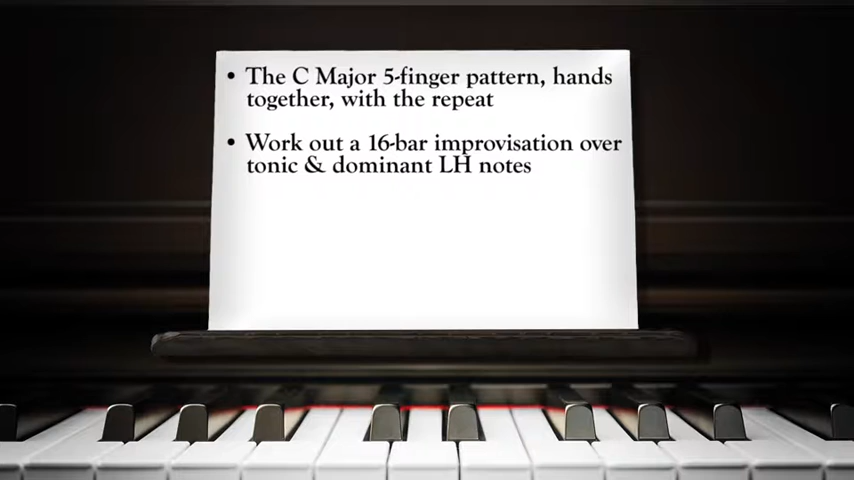 • The C Major 5-finger pattern, hands
together, with the repeat
• Work out a 16-bar improvisation over
tonic & dominant LH notes